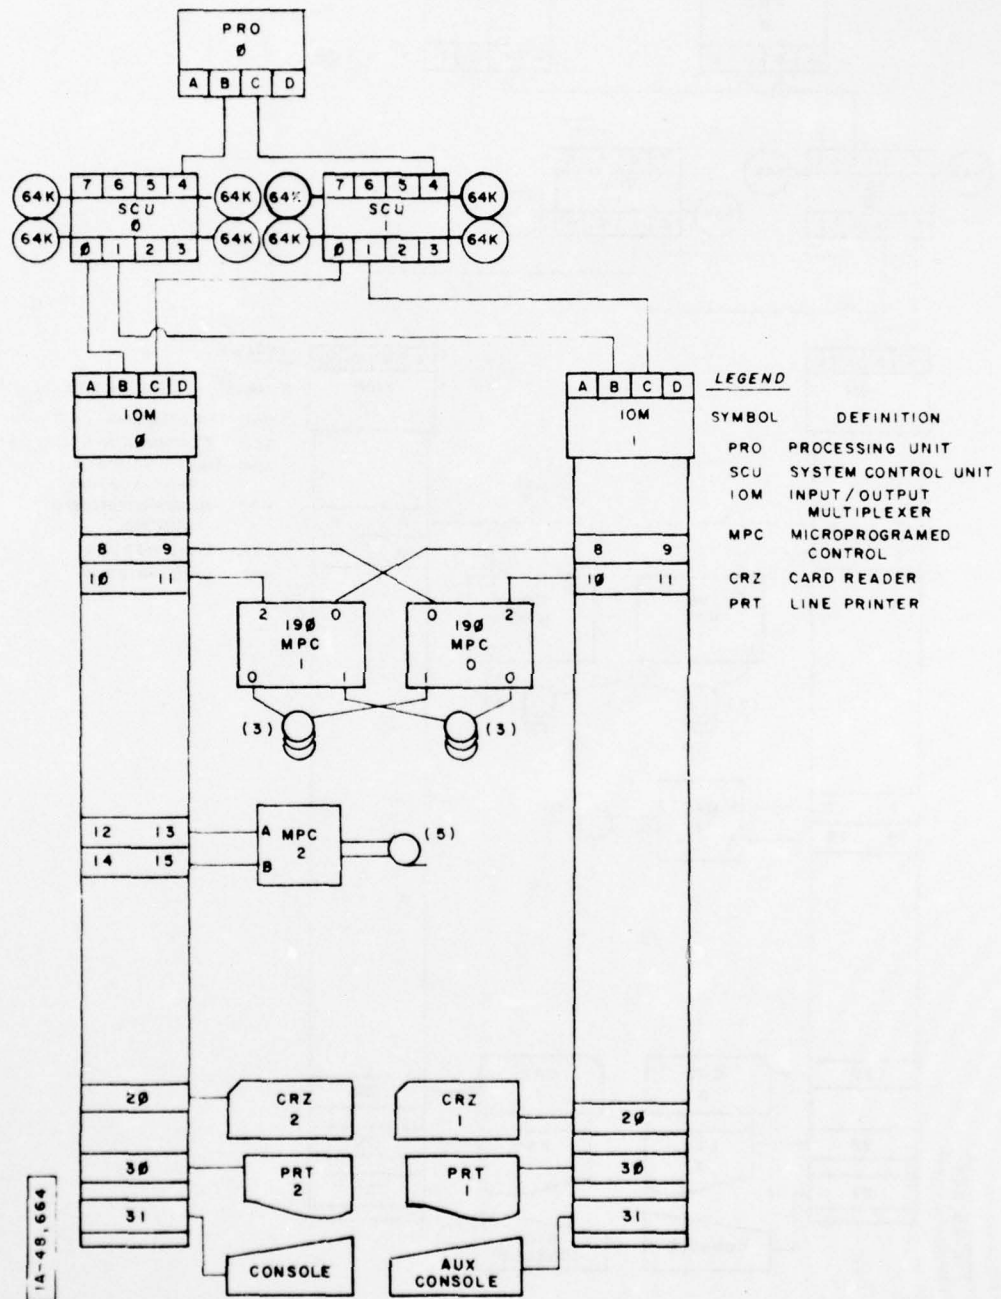 PRO
Ø
A B C D
7 6 5 4
SCU
Ø
Ø 1 2 3
64K 64K
64K 64K
7 6 5 4
SCU
1
Ø 1 2 3
64K 64K
64K 64K
A B C D
IOM
Ø
A B C D
IOM
1
LEGEND
SYMBOL DEFINITION
PRO PROCESSING UNIT
SCU SYSTEM CONTROL UNIT
IOM INPUT/OUTPUT
MULTIPLEXER
MPC MICROPROGRAMED
CONTROL
CRZ CARD READER
PRT LINE PRINTER
8 9
1Ø 11
8 9
1Ø 11
2 0
19Ø
MPC
1
0 1
0 2
19Ø
MPC
0
1 0
(3) (3)
12 13
14 15
A
MPC
2
B
(5)
2Ø
CRZ
2
CRZ
1
2Ø
3Ø
PRT
2
PRT
1
3Ø
31
CONSOLE
AUX
CONSOLE
31
IA-48,664